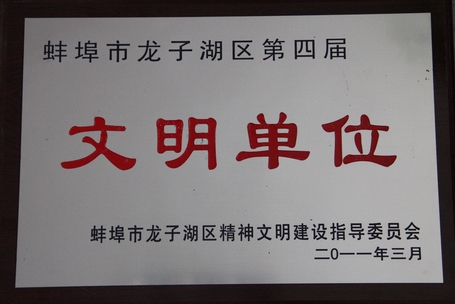 蚌埠市龙子湖区第四届
文明单位
蚌埠市龙子湖区精神文明建设指导委员会
二0一一年三月